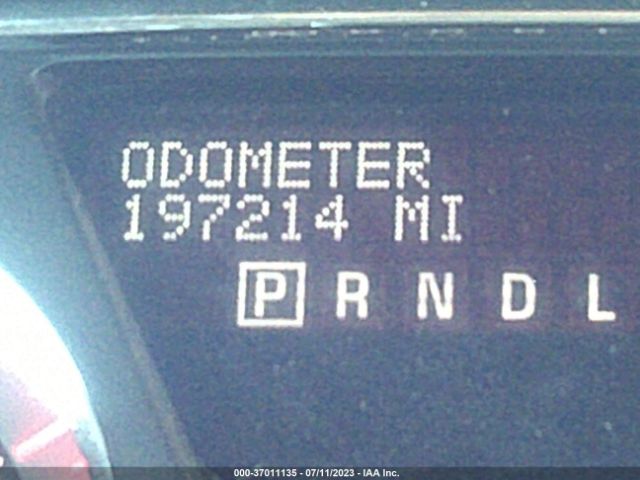 ODOMETER
197214 MI
P R N D L
000-37011135 - 07/11/2023 - IAA Inc.